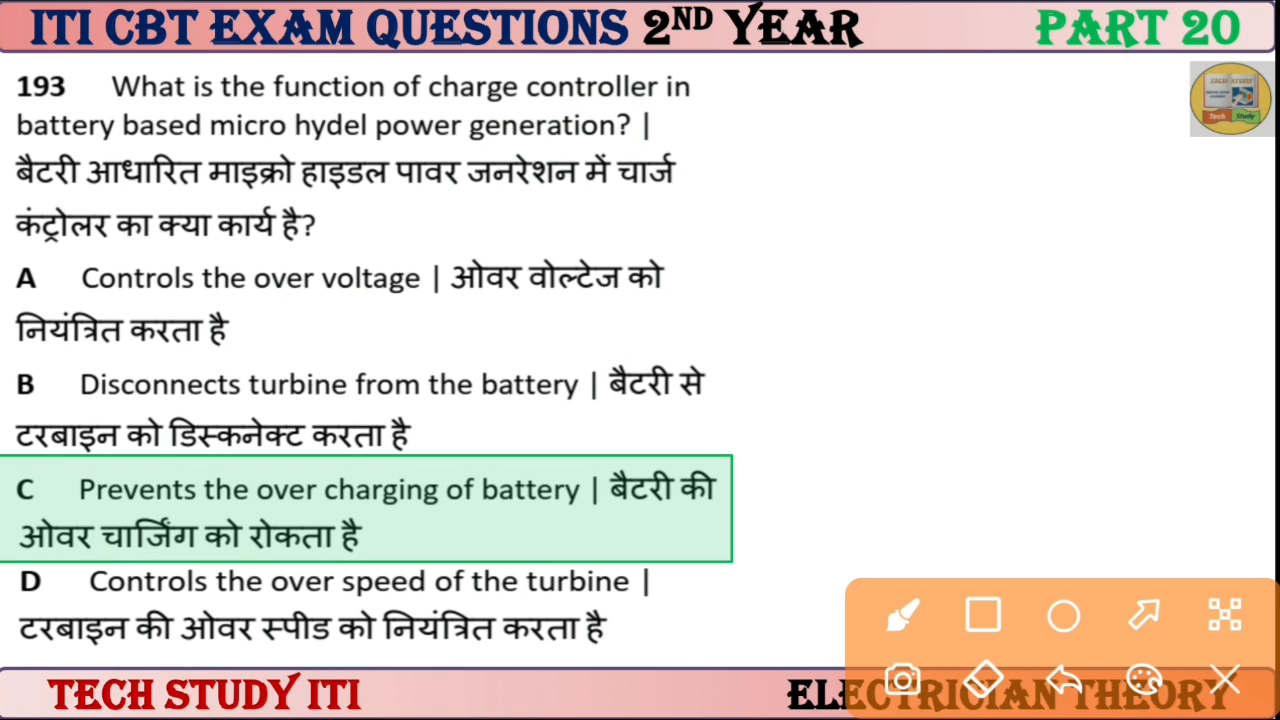 ITI CBT EXAM QUESTIONS 2ND YEAR PART 20
193 What is the function of charge controller in
battery based micro hydel power generation? |
बैटरी आधारित माइक्रो हाइडल पावर जनरेशन में चार्ज
कंट्रोलर का क्या कार्य है?
A Controls the over voltage | ओवर वोल्टेज को
नियंत्रित करता है
B Disconnects turbine from the battery | बैटरी से
टरबाइन को डिस्कनेक्ट करता है
C Prevents the over charging of battery | बैटरी की
ओवर चार्जिंग को रोकता है
D Controls the over speed of the turbine |
टरबाइन की ओवर स्पीड को नियंत्रित करता है
TECH STUDY
Tech Study
TECH STUDY ITI ELECTRICIAN THEORY